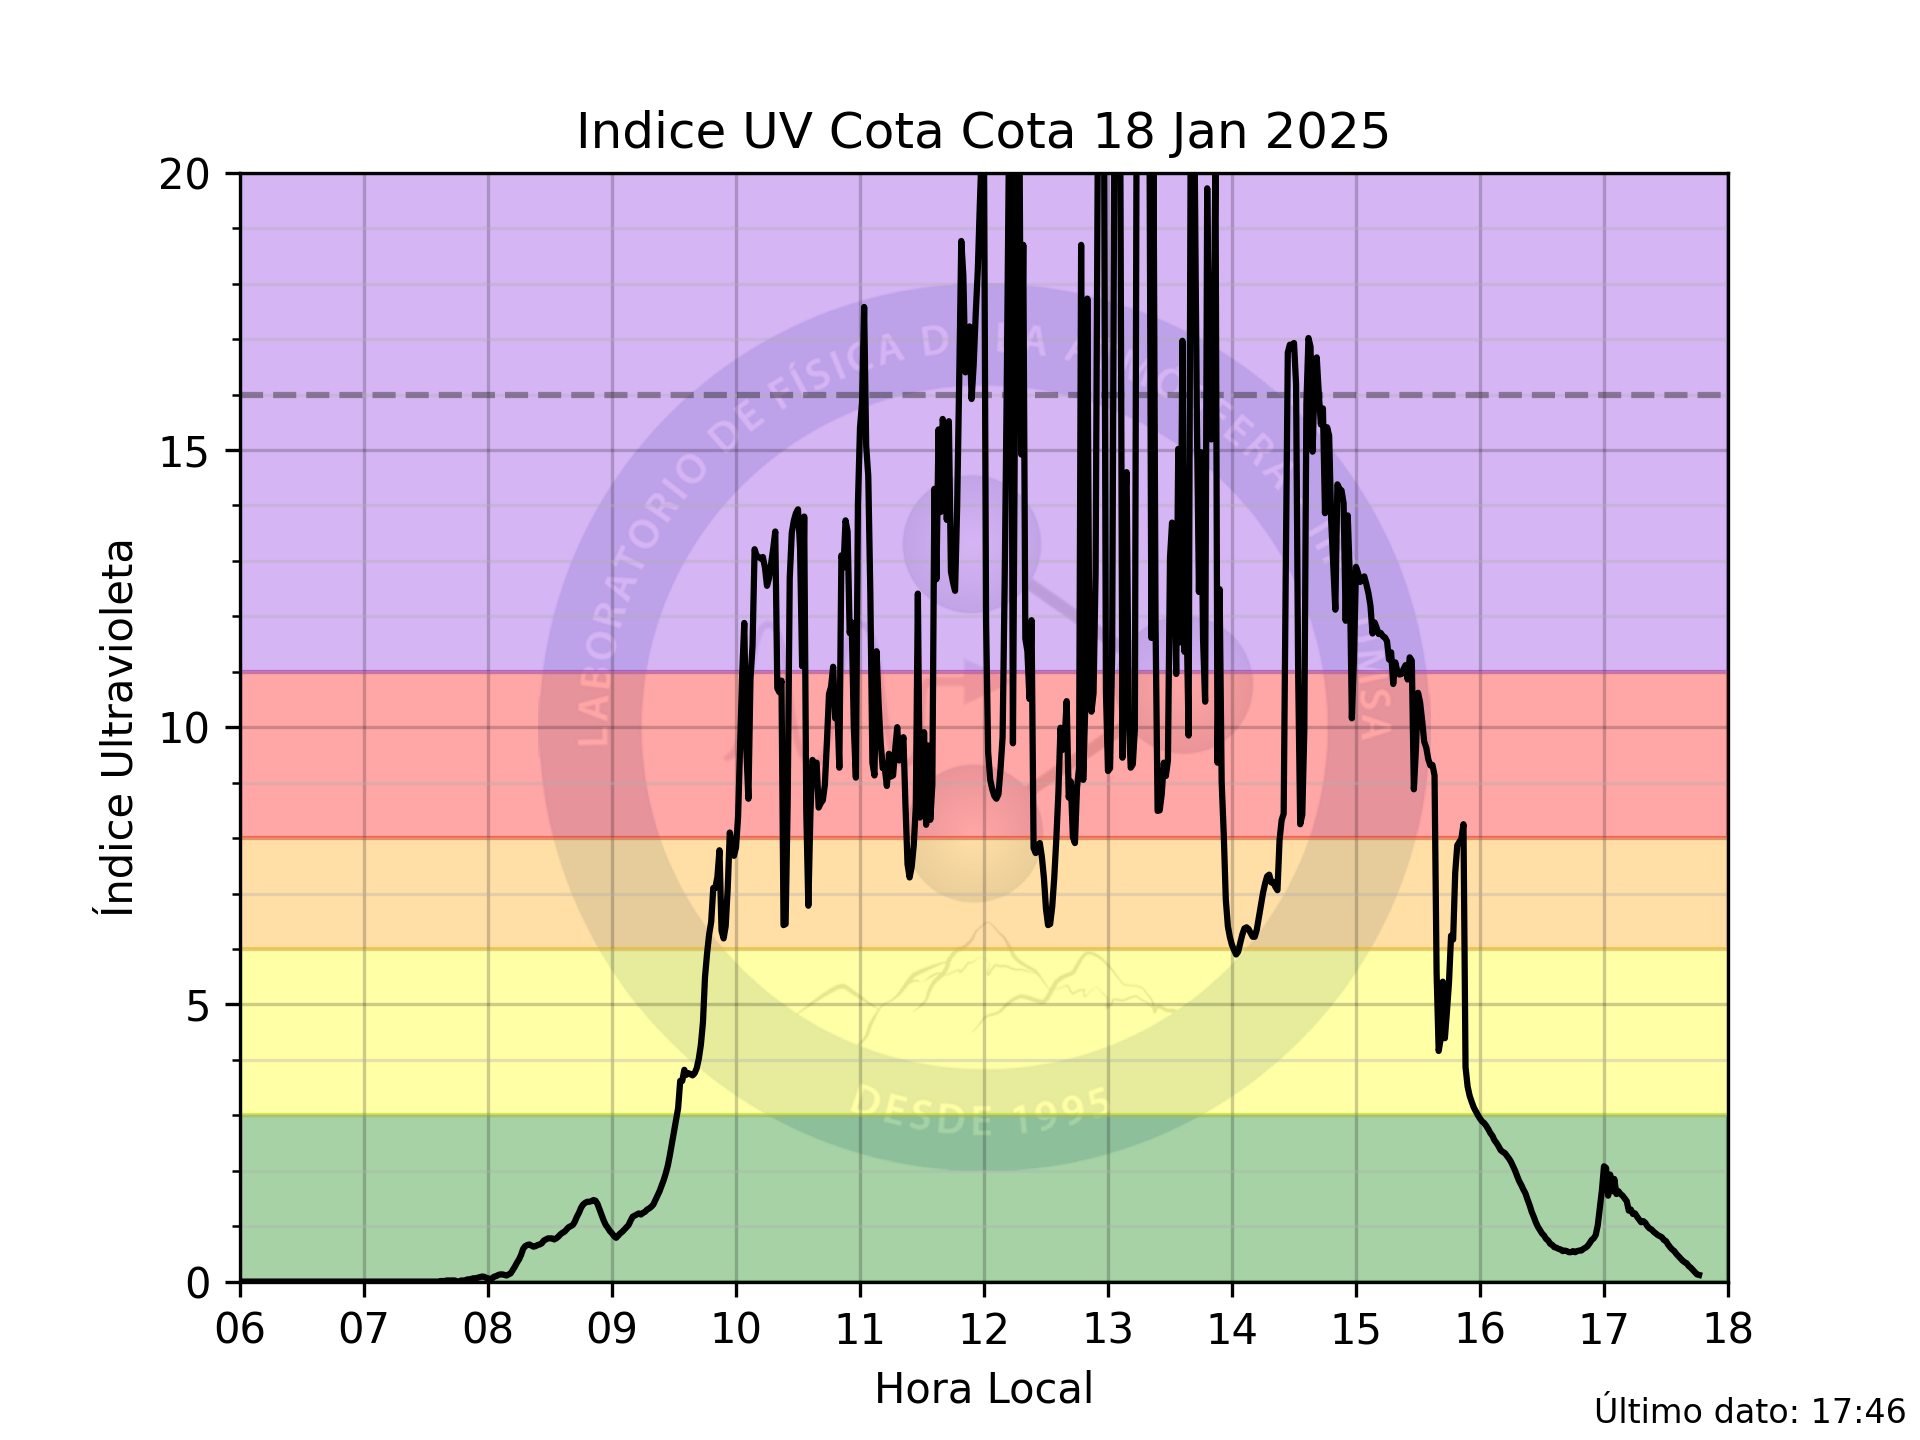 Indice UV Cota Cota 18 Jan 2025
20
15
10
5
0
Índice Ultravioleta
LABORATORIO DE FÍSICA
DESDE 1995
06 07 08 09 10 11 12 13 14 15 16 17 18
Hora Local
Último dato: 17:46